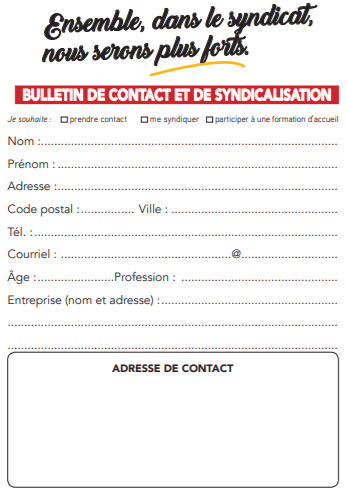 Ensemble, dans le syndicat,
nous serons plus forts.
BULLETIN DE CONTACT ET DE SYNDICALISATION
Je souhaite : ☐ prendre contact ☐ me syndiquer ☐ participer à une formation d'accueil
Nom :..........................................................................................
Prénom :.....................................................................................
Adresse :.....................................................................................
Code postal :................ Ville :..................................................
Tél. :...........................................................................................
Courriel :....................................................@.............................
Âge :.......................Profession :................................................
Entreprise (nom et adresse) :......................................................
....................................................................................................
....................................................................................................
ADRESSE DE CONTACT